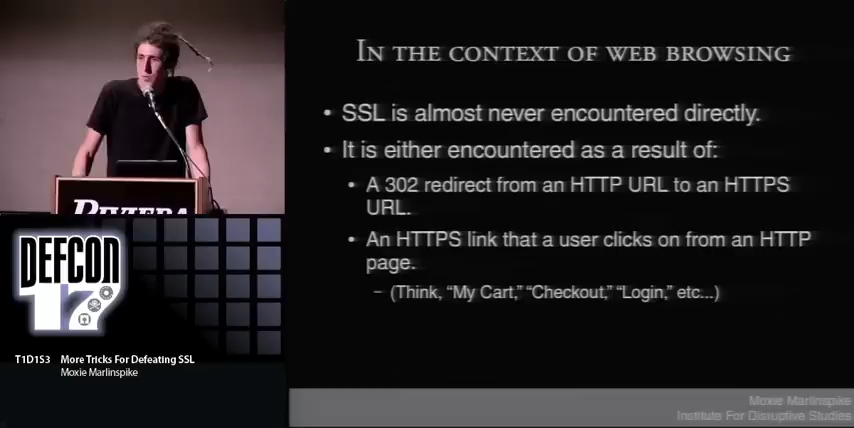 IN THE CONTEXT OF WEB BROWSING
• SSL is almost never encountered directly.
• It is either encountered as a result of:
• A 302 redirect from an HTTP URL to an HTTPS
URL.
• An HTTPS link that a user clicks on from an HTTP
page.
– (Think, “My Cart,” “Checkout,” “Login,” etc...)
Moxie Marlinspike
Institute For Disruptive Studies
RIVIERA
DEFCON
17
T1D1S3 More Tricks For Defeating SSL
Moxie Marlinspike